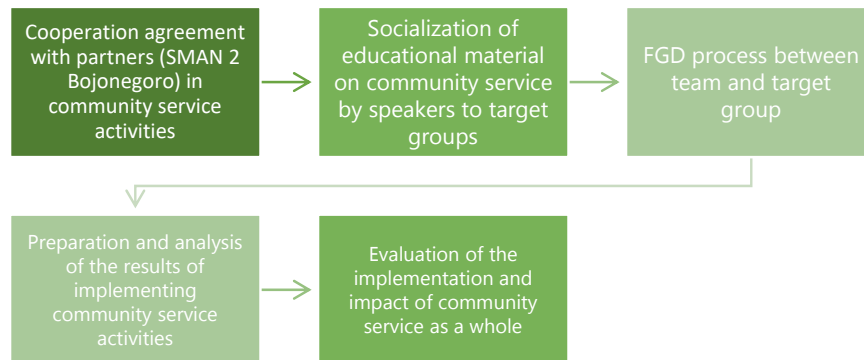 Cooperation agreement
with partners (SMAN 2
Bojonegoro) in
community service
activities
Socialization of
educational material
on community service
by speakers to target
groups
FGD process between
team and target
group
Preparation and analysis
of the results of
implementing
community service
activities
Evaluation of the
implementation and
impact of community
service as a whole